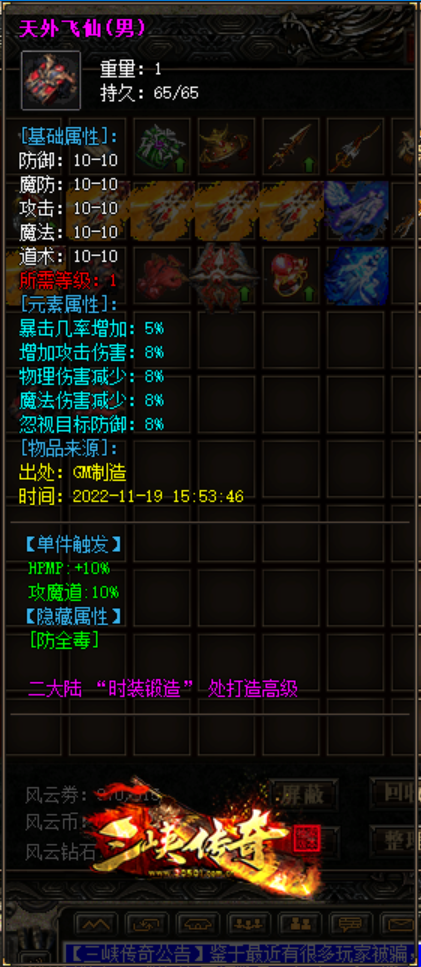 天外飞仙(男)
重量: 1
持久: 65/65
[基础属性]:
防御: 10-10
魔防: 10-10
攻击: 10-10
魔法: 10-10
道术: 10-10
所需等级: 1
[元素属性]:
暴击几率增加: 5%
增加攻击伤害: 8%
物理伤害减少: 8%
魔法伤害减少: 8%
忽视目标防御: 8%
[物品来源]:
出处: GM制造
时间: 2022-11-19 15:53:46
【单件触发】
HPMP:+10%
攻魔道:10%
【隐藏属性】
[防全毒]
二大陆 “时装锻造” 处打造高级
风云劵:
屏蔽
回收
风云币:
三峡传奇
整理
风云钻石
【三峡传奇公告】鉴于最近有很多玩家被骗,